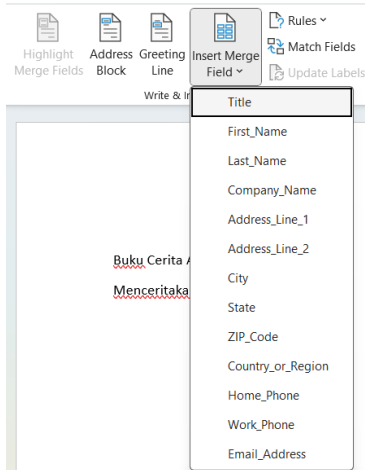 Highlight
Merge Fields
Address
Block
Greeting
Line
Insert Merge
Field
Rules
Match Fields
Update Labels
Write & I
Title
First_Name
Last_Name
Company_Name
Address_Line_1
Address_Line_2
City
State
ZIP_Code
Country_or_Region
Home_Phone
Work_Phone
Email_Address
Buku Cerita A
Menceritaka